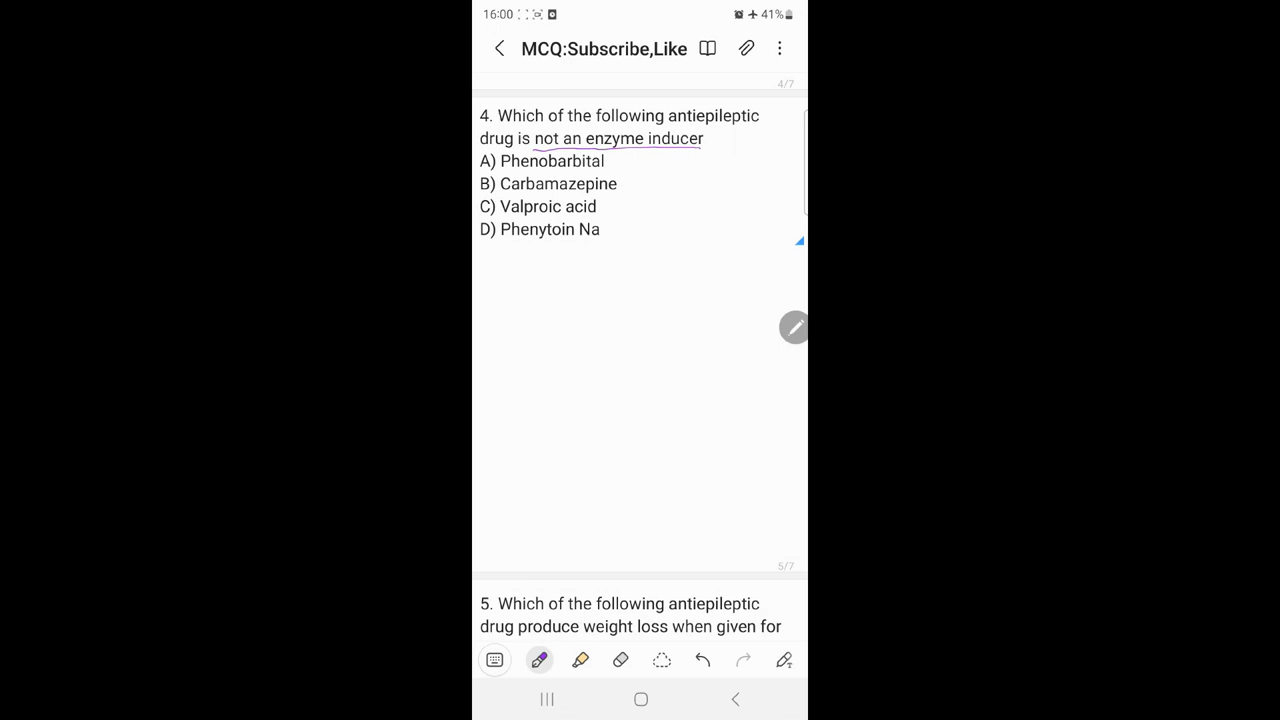 16:00
41%
MCQ:Subscribe,Like
4/7
4. Which of the following antiepileptic
drug is not an enzyme inducer
A) Phenobarbital
B) Carbamazepine
C) Valproic acid
D) Phenytoin Na
5/7
5. Which of the following antiepileptic
drug produce weight loss when given for